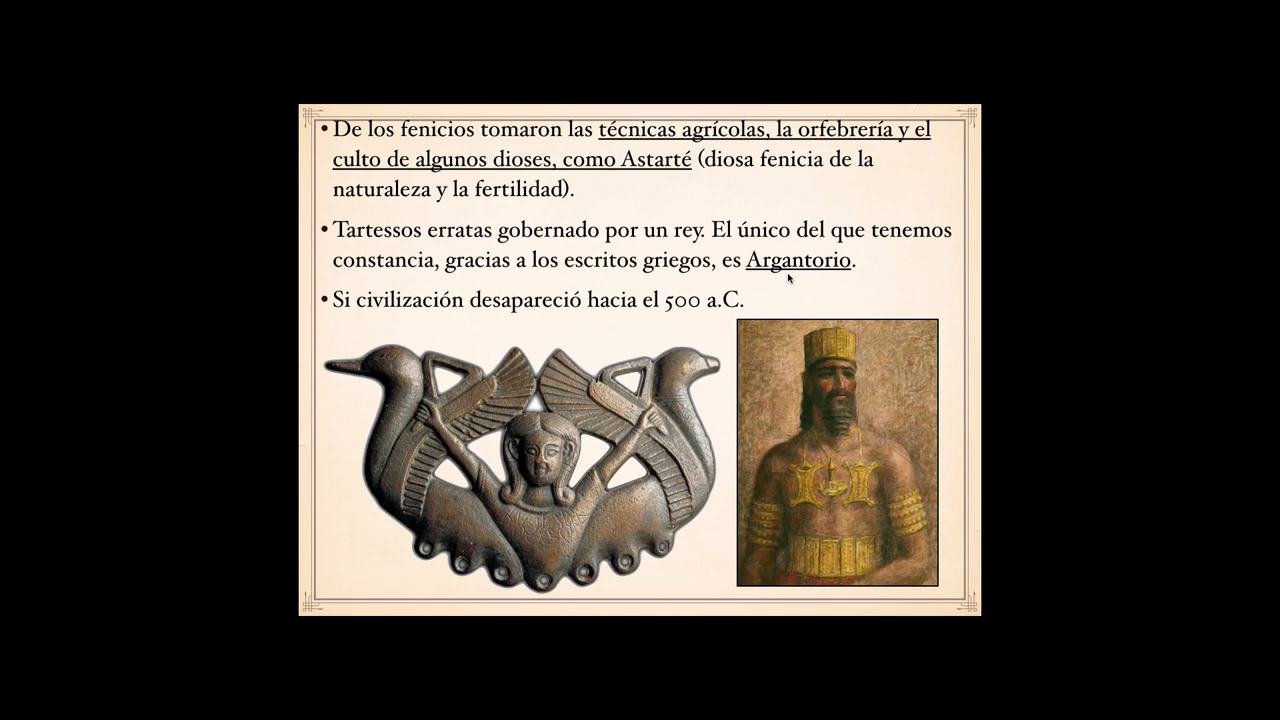 • De los fenicios tomaron las técnicas agrícolas, la orfebrería y el
culto de algunos dioses, como Astarté (diosa fenicia de la
naturaleza y la fertilidad).
• Tartessos erratas gobernado por un rey. El único del que tenemos
constancia, gracias a los escritos griegos, es Argantorio.
• Si civilización desapareció hacia el 500 a.C.